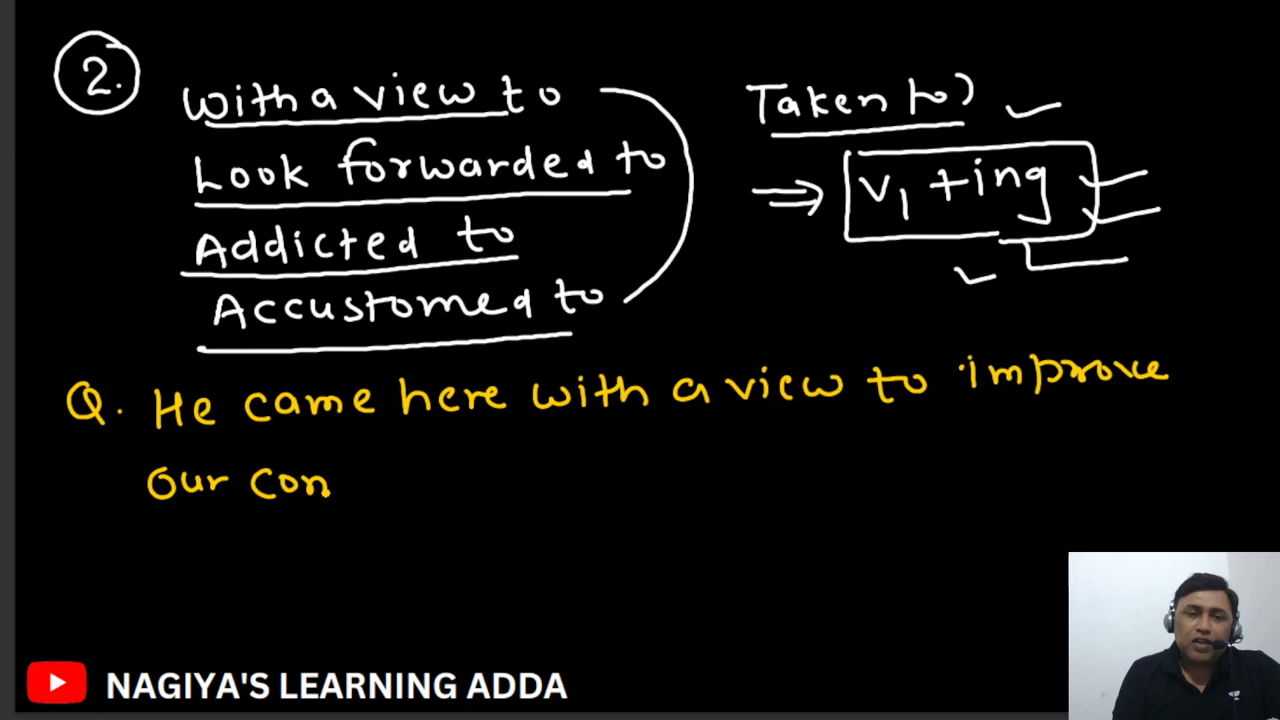 2.
With a view to
Look forwarded to
Addicted to
Accustomed to
Taken to)
⇒ V1 +ing
Q. He came here with a view to improve
our con
NAGIYA'S LEARNING ADDA